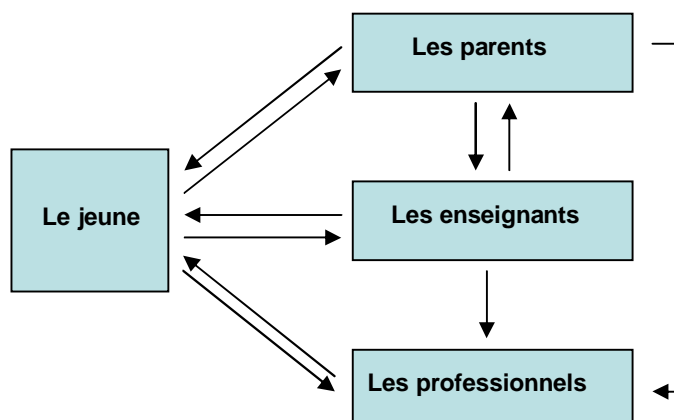 Les parents
Le jeune
Les enseignants
Les professionnels